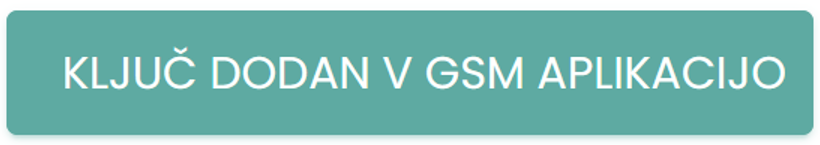 KLJUČ DODAN V GSM APLIKACIJO